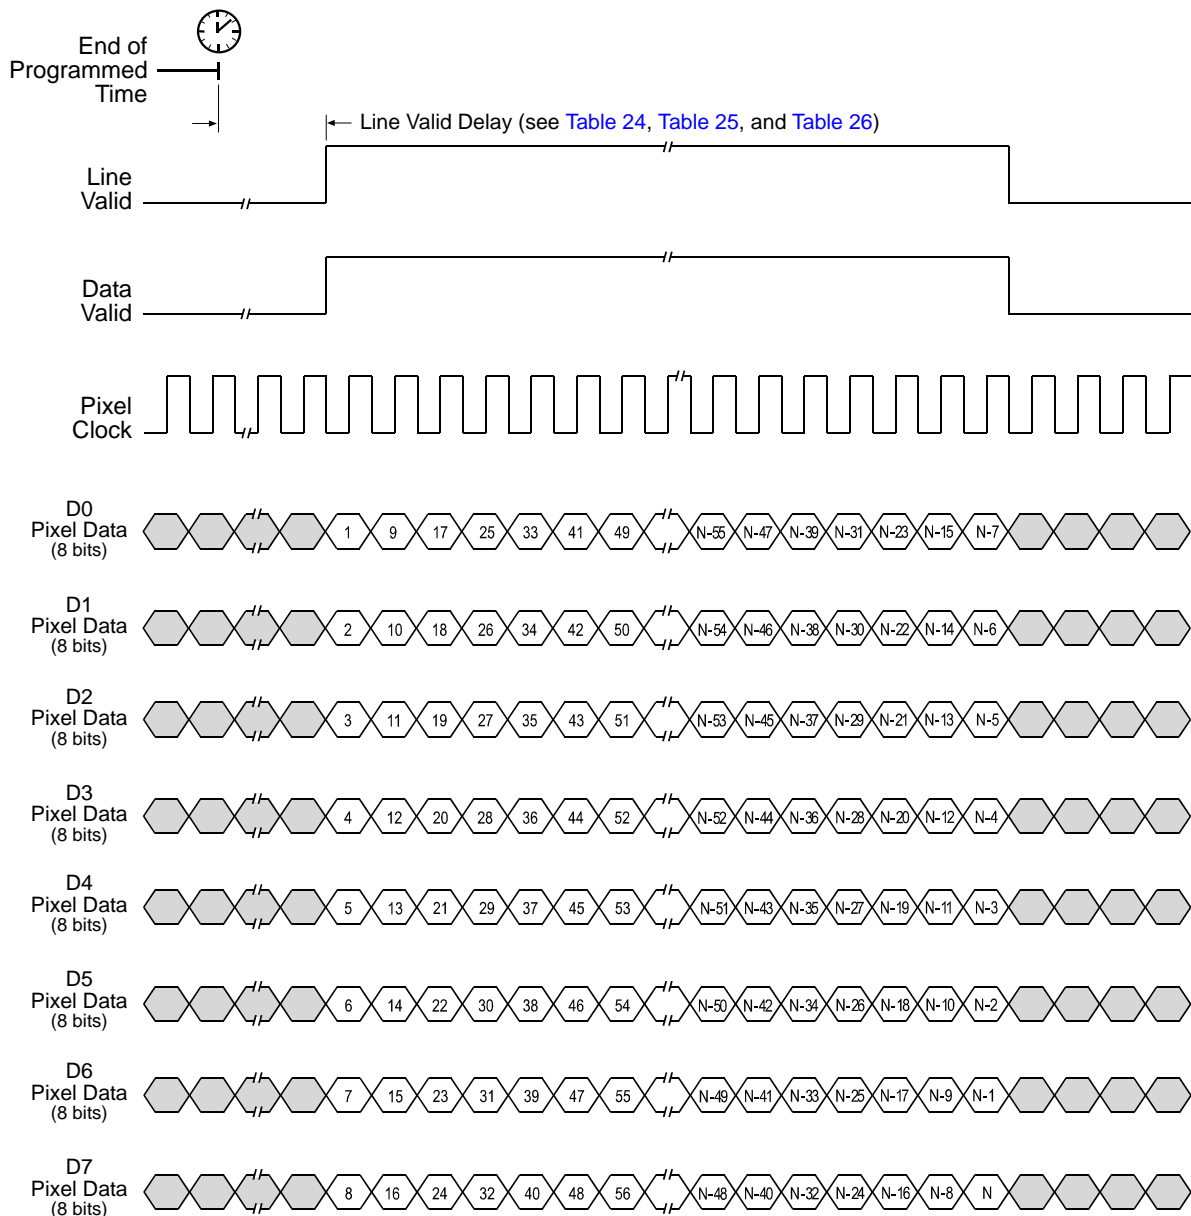 End of
Programmed
Time
Line Valid Delay (see Table 24, Table 25, and Table 26)
Line
Valid
Data
Valid
Pixel
Clock
D0
Pixel Data
(8 bits)
1 9 17 25 33 41 49 N-55 N-47 N-39 N-31 N-23 N-15 N-7
D1
Pixel Data
(8 bits)
2 10 18 26 34 42 50 N-54 N-46 N-38 N-30 N-22 N-14 N-6
D2
Pixel Data
(8 bits)
3 11 19 27 35 43 51 N-53 N-45 N-37 N-29 N-21 N-13 N-5
D3
Pixel Data
(8 bits)
4 12 20 28 36 44 52 N-52 N-44 N-36 N-28 N-20 N-12 N-4
D4
Pixel Data
(8 bits)
5 13 21 29 37 45 53 N-51 N-43 N-35 N-27 N-19 N-11 N-3
D5
Pixel Data
(8 bits)
6 14 22 30 38 46 54 N-50 N-42 N-34 N-26 N-18 N-10 N-2
D6
Pixel Data
(8 bits)
7 15 23 31 39 47 55 N-49 N-41 N-33 N-25 N-17 N-9 N-1
D7
Pixel Data
(8 bits)
8 16 24 32 40 48 56 N-48 N-40 N-32 N-24 N-16 N-8 N